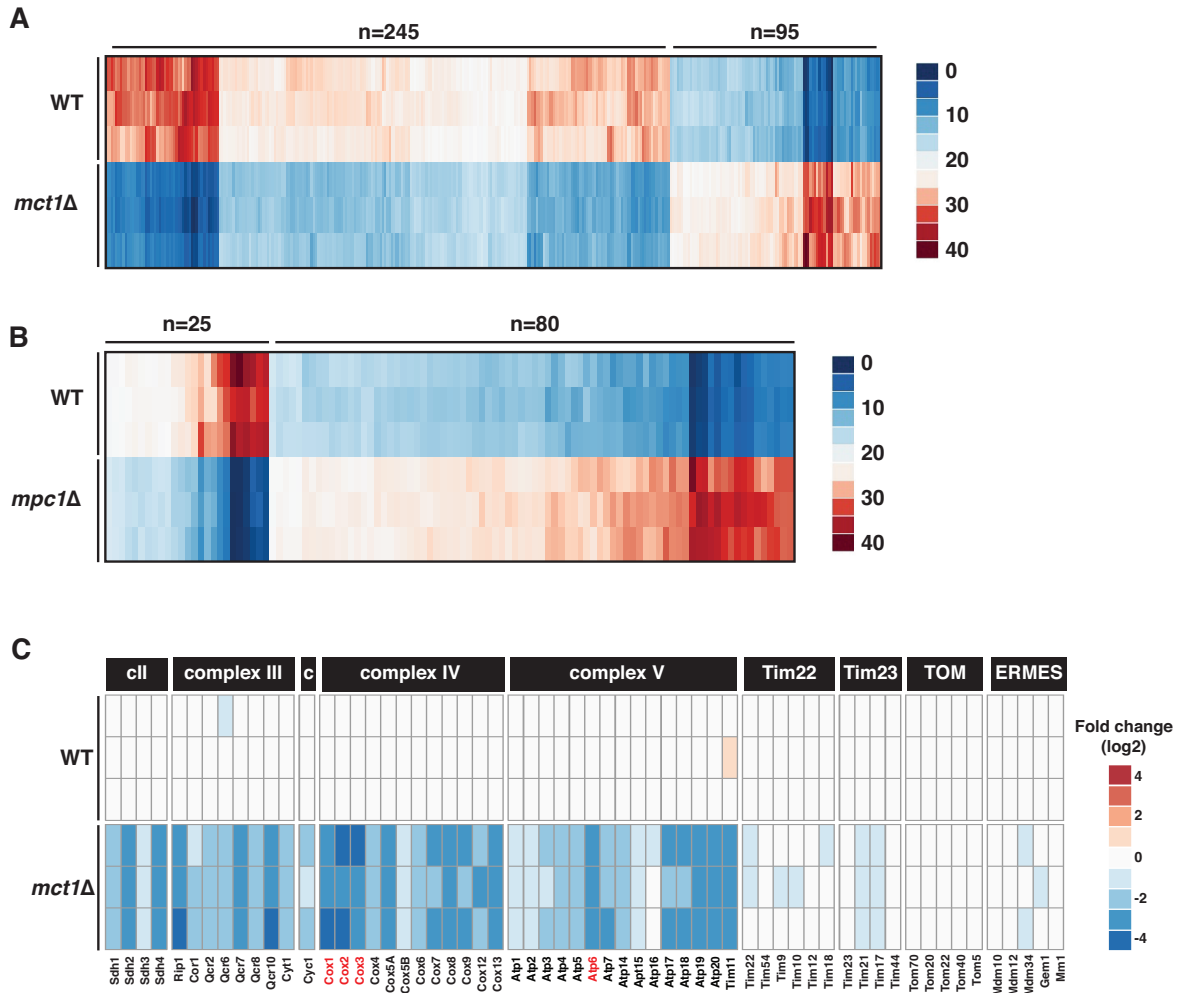 A
n=245
n=95
WT
mct1Δ
0
10
20
30
40
B
n=25
n=80
WT
mpc1Δ
0
10
20
30
40
C
cII
complex III
c
complex IV
complex V
Tim22
Tim23
TOM
ERMES
WT
mct1Δ
Fold change
(log2)
4
2
0
-2
-4
Sdh1
Sdh2
Sdh3
Sdh4
Rip1
Cor1
Qcr2
Qcr6
Qcr7
Qcr8
Qcr10
Cyt1
Cyc1
Cox1
Cox2
Cox3
Cox4
Cox5A
Cox5B
Cox6
Cox7
Cox8
Cox9
Cox12
Cox13
Atp1
Atp2
Atp3
Atp4
Atp5
Atp6
Atp7
Atp14
Apt15
Atp16
Atp17
Atp18
Atp19
Atp20
Tim11
Tim22
Tim54
Tim9
Tim10
Tim12
Tim18
Tim23
Tim21
Tim17
Tim44
Tom70
Tom20
Tom22
Tom40
Tom5
Mdm10
Mdm12
Mdm34
Gem1
Mm1